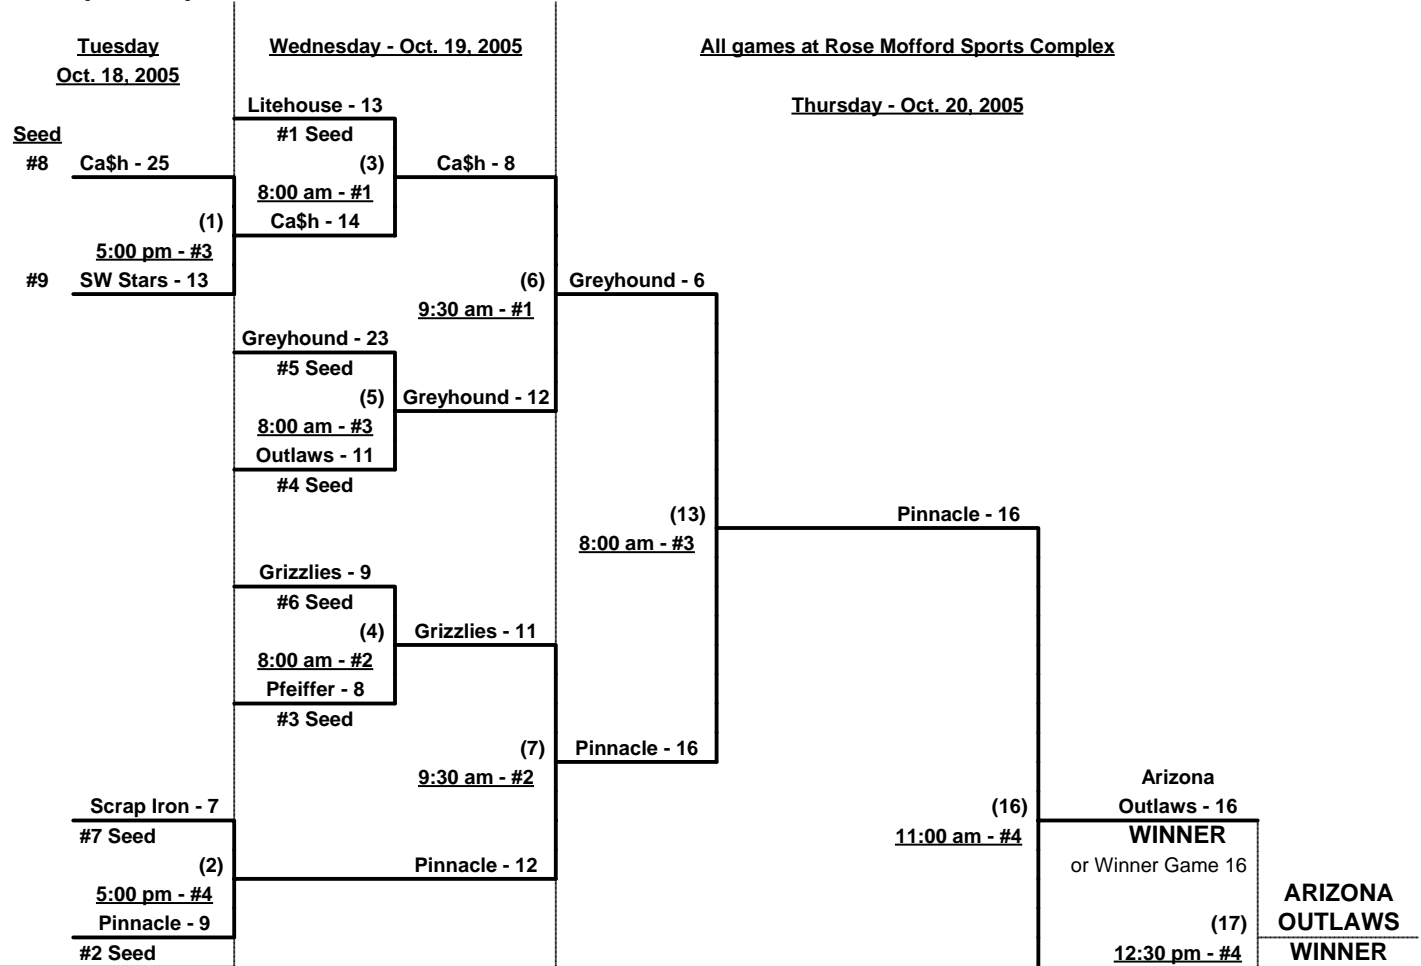 Tuesday
Wednesday - Oct. 19, 2005
All games at Rose Mofford Sports Complex
Oct. 18, 2005
Litehouse - 13
Thursday - Oct. 20, 2005
Seed
#1 Seed
#8
Ca$h - 25
(3)
Ca$h - 8
8:00 am - #1
(1)
Ca$h - 14
5:00 pm - #3
#9
SW Stars - 13
(6)
Greyhound - 6
9:30 am - #1
Greyhound - 23
#5 Seed
(5)
Greyhound - 12
8:00 am - #3
Outlaws - 11
#4 Seed
(13)
Pinnacle - 16
8:00 am - #3
Grizzlies - 9
#6 Seed
(4)
Grizzlies - 11
8:00 am - #2
Pfeiffer - 8
#3 Seed
(7)
Pinnacle - 16
9:30 am - #2
Arizona
Scrap Iron - 7
(16)
Outlaws - 16
#7 Seed
11:00 am - #4
WINNER
(2)
Pinnacle - 12
or Winner Game 16
5:00 pm - #4
ARIZONA
Pinnacle - 9
(17)
OUTLAWS
#2 Seed
12:30 pm - #4
WINNER